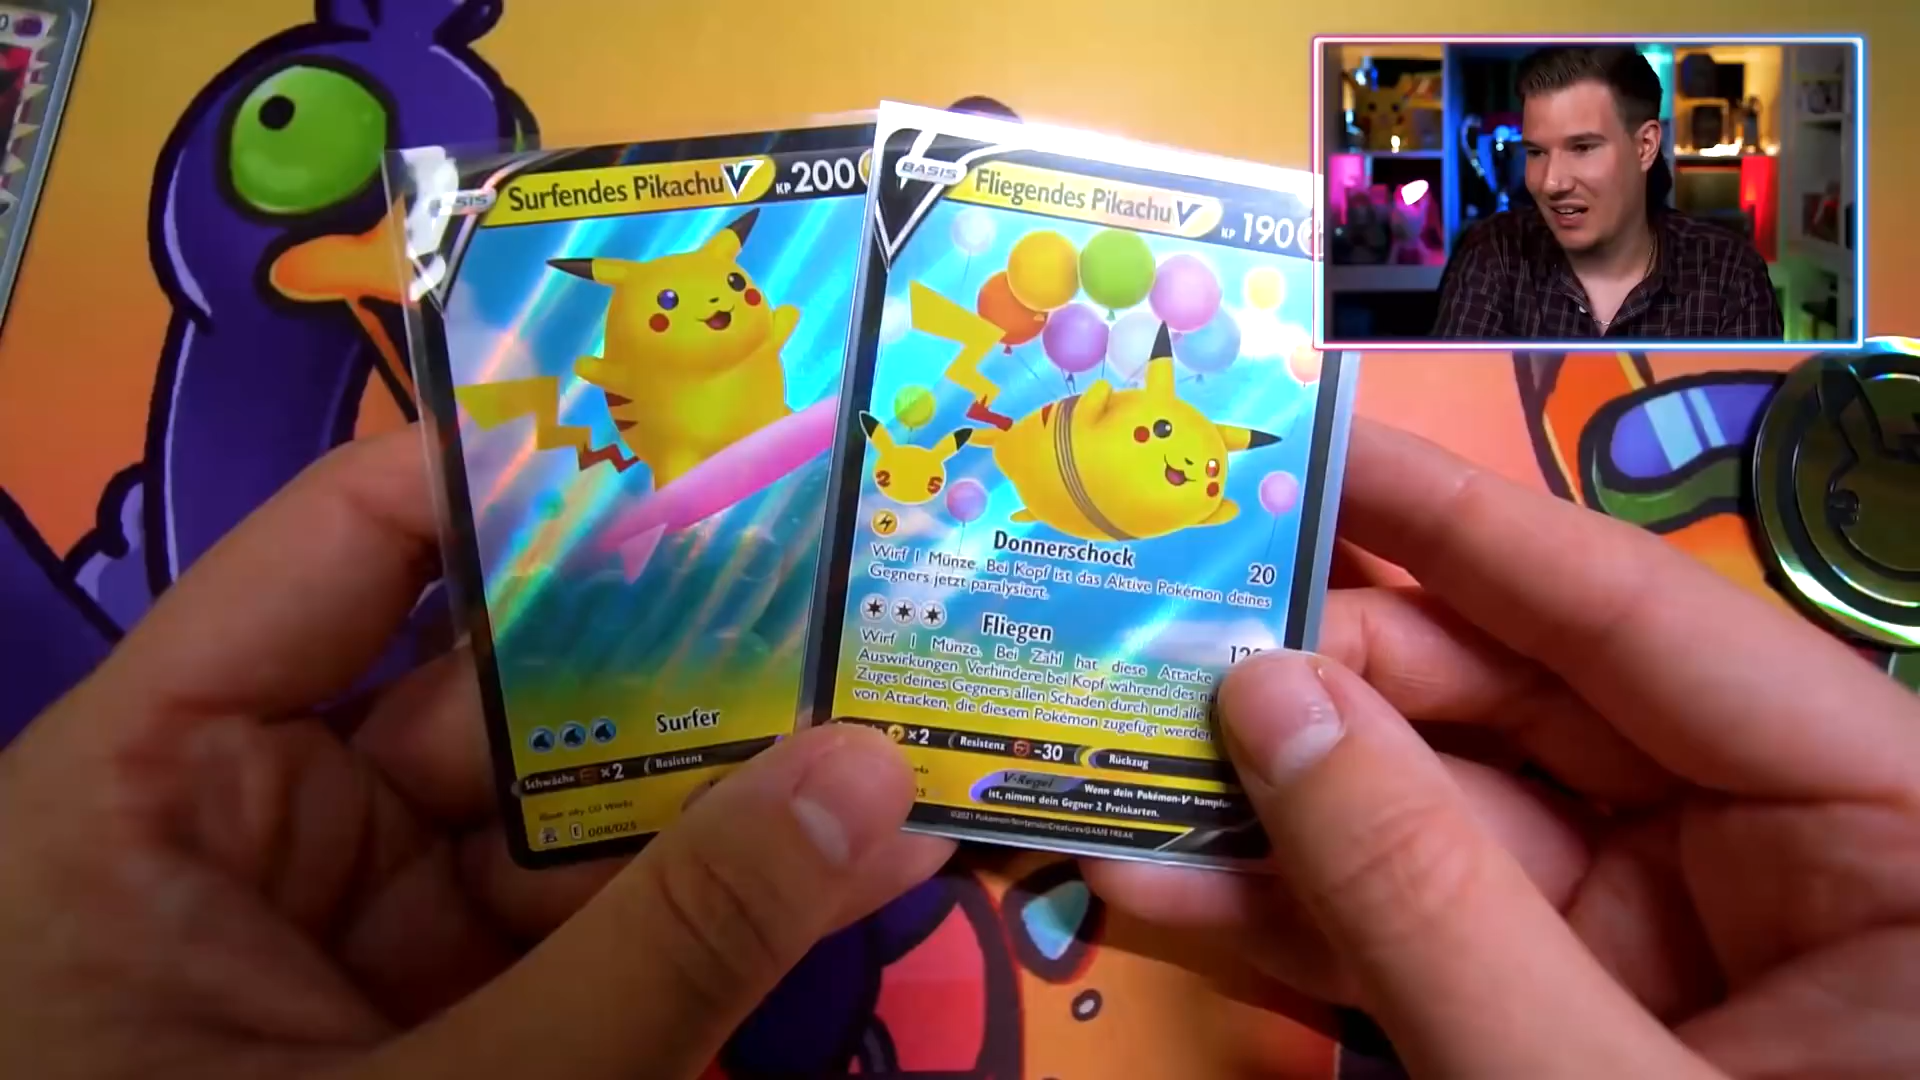 Surfendes Pikachu V
KP 200
Surfer
Schwäche ×2
Resistenz
E 008/025
BASIS
Fliegendes Pikachu V
KP 190
25
Donnerschock
20
Wirf 1 Münze. Bei Kopf ist das Aktive Pokémon deines
Gegners jetzt paralysiert.
Fliegen
Wirf 1 Münze. Bei Zahl hat diese Attacke
Auswirkungen. Verhindere bei Kopf während des
Zuges deines Gegners allen Schaden durch und alle
von Attacken, die diesem Pokémon zugefügt werden
×2
Resistenz -30
Rückzug
V-Regel
Wenn dein Pokémon-V
ist, nimmt dein Gegner 2 Preiskarten.
©2021 Pokémon/Nintendo/Creatures/GAME FREAK